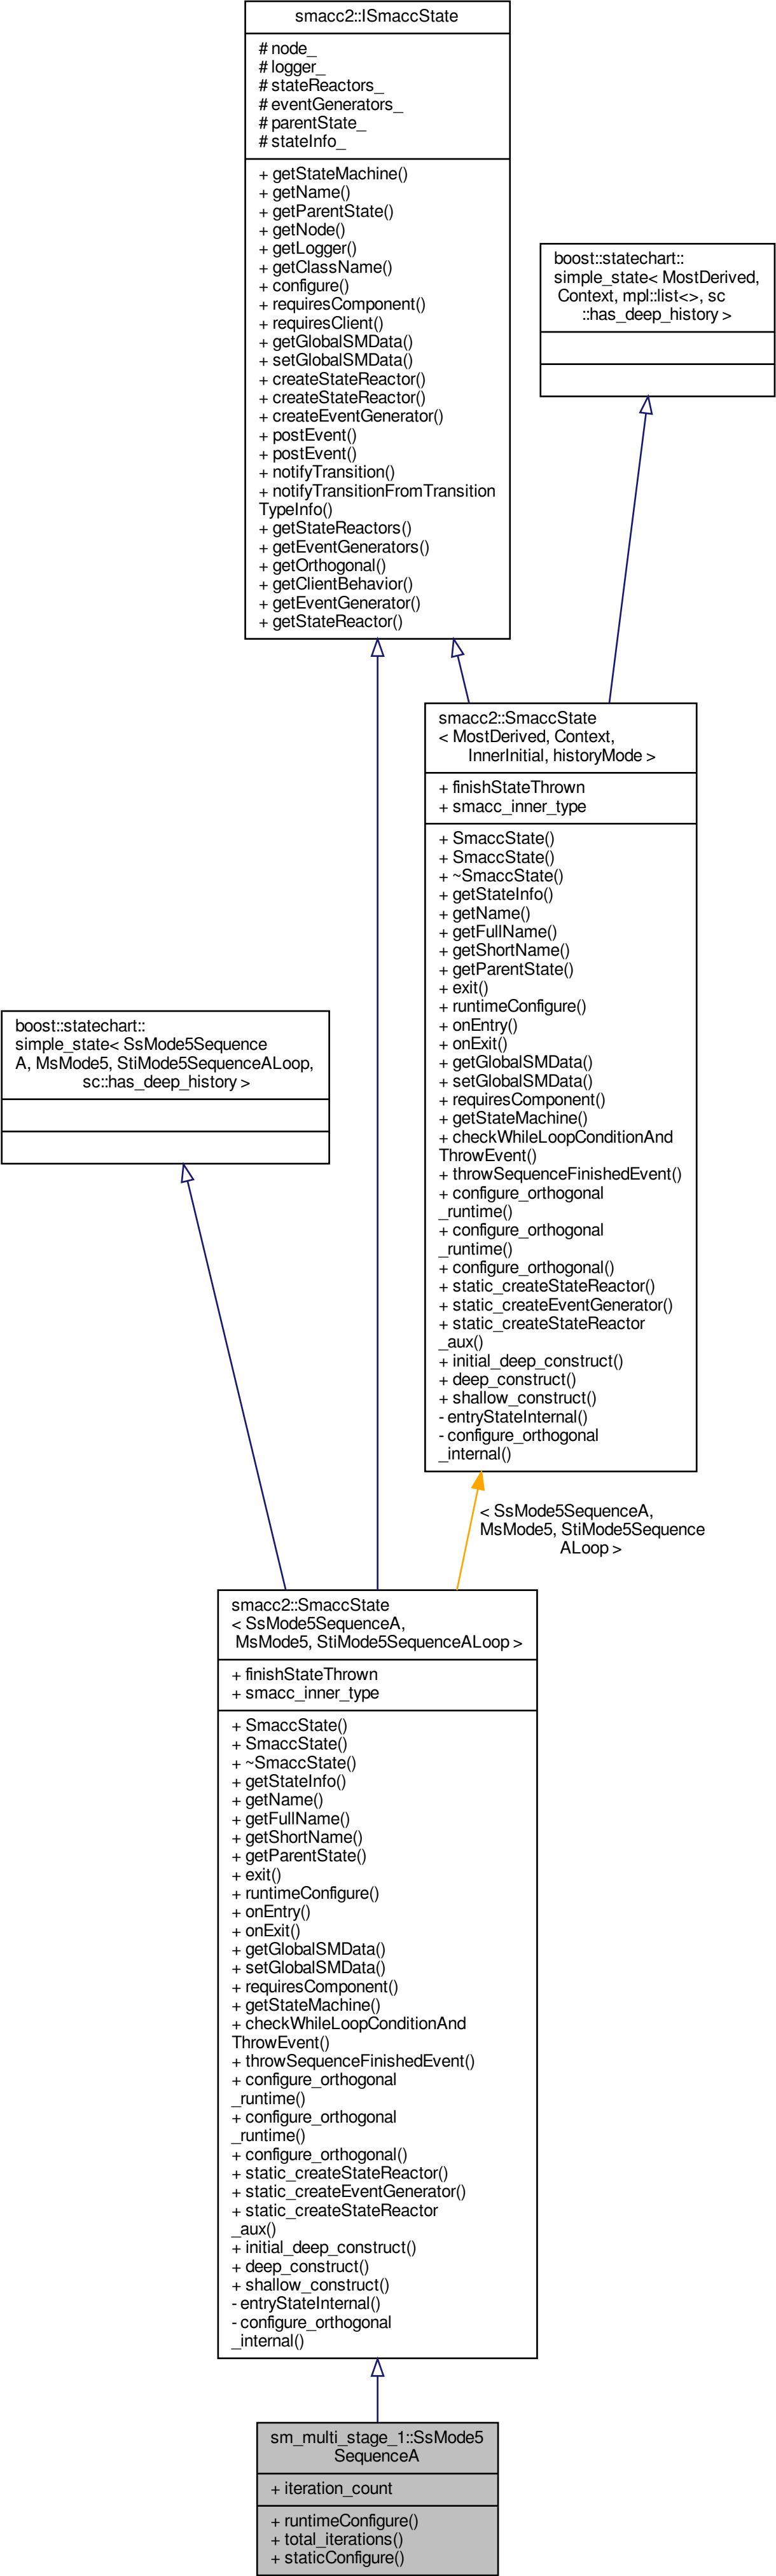 smacc2::ISmaccState
# node_
# logger_
# stateReactors_
# eventGenerators_
# parentState_
# stateInfo_
+ getStateMachine()
+ getName()
+ getParentState()
+ getNode()
+ getLogger()
+ getClassName()
+ configure()
+ requiresComponent()
+ requiresClient()
+ getGlobalSMData()
+ setGlobalSMData()
+ createStateReactor()
+ createStateReactor()
+ createEventGenerator()
+ postEvent()
+ postEvent()
+ notifyTransition()
+ notifyTransitionFromTransition
TypeInfo()
+ getStateReactors()
+ getEventGenerators()
+ getOrthogonal()
+ getClientBehavior()
+ getEventGenerator()
+ getStateReactor()
boost::statechart::
simple_state< MostDerived,
Context, mpl::list<>, sc
::has_deep_history >
smacc2::SmaccState
< MostDerived, Context,
InnerInitial, historyMode >
+ finishStateThrown
+ smacc_inner_type
+ SmaccState()
+ SmaccState()
+ ~SmaccState()
+ getStateInfo()
+ getName()
+ getFullName()
+ getShortName()
+ getParentState()
+ exit()
+ runtimeConfigure()
+ onEntry()
+ onExit()
+ getGlobalSMData()
+ setGlobalSMData()
+ requiresComponent()
+ getStateMachine()
+ checkWhileLoopConditionAnd
ThrowEvent()
+ throwSequenceFinishedEvent()
+ configure_orthogonal
_runtime()
+ configure_orthogonal
_runtime()
+ configure_orthogonal()
+ static_createStateReactor()
+ static_createEventGenerator()
+ static_createStateReactor
_aux()
+ initial_deep_construct()
+ deep_construct()
+ shallow_construct()
- entryStateInternal()
- configure_orthogonal
_internal()
boost::statechart::
simple_state< SsMode5Sequence
A, MsMode5, StiMode5SequenceALoop,
sc::has_deep_history >
< SsMode5SequenceA,
MsMode5, StiMode5Sequence
ALoop >
smacc2::SmaccState
< SsMode5SequenceA,
MsMode5, StiMode5SequenceALoop >
+ finishStateThrown
+ smacc_inner_type
+ SmaccState()
+ SmaccState()
+ ~SmaccState()
+ getStateInfo()
+ getName()
+ getFullName()
+ getShortName()
+ getParentState()
+ exit()
+ runtimeConfigure()
+ onEntry()
+ onExit()
+ getGlobalSMData()
+ setGlobalSMData()
+ requiresComponent()
+ getStateMachine()
+ checkWhileLoopConditionAnd
ThrowEvent()
+ throwSequenceFinishedEvent()
+ configure_orthogonal
_runtime()
+ configure_orthogonal
_runtime()
+ configure_orthogonal()
+ static_createStateReactor()
+ static_createEventGenerator()
+ static_createStateReactor
_aux()
+ initial_deep_construct()
+ deep_construct()
+ shallow_construct()
- entryStateInternal()
- configure_orthogonal
_internal()
sm_multi_stage_1::SsMode5
SequenceA
+ iteration_count
+ runtimeConfigure()
+ total_iterations()
+ staticConfigure()